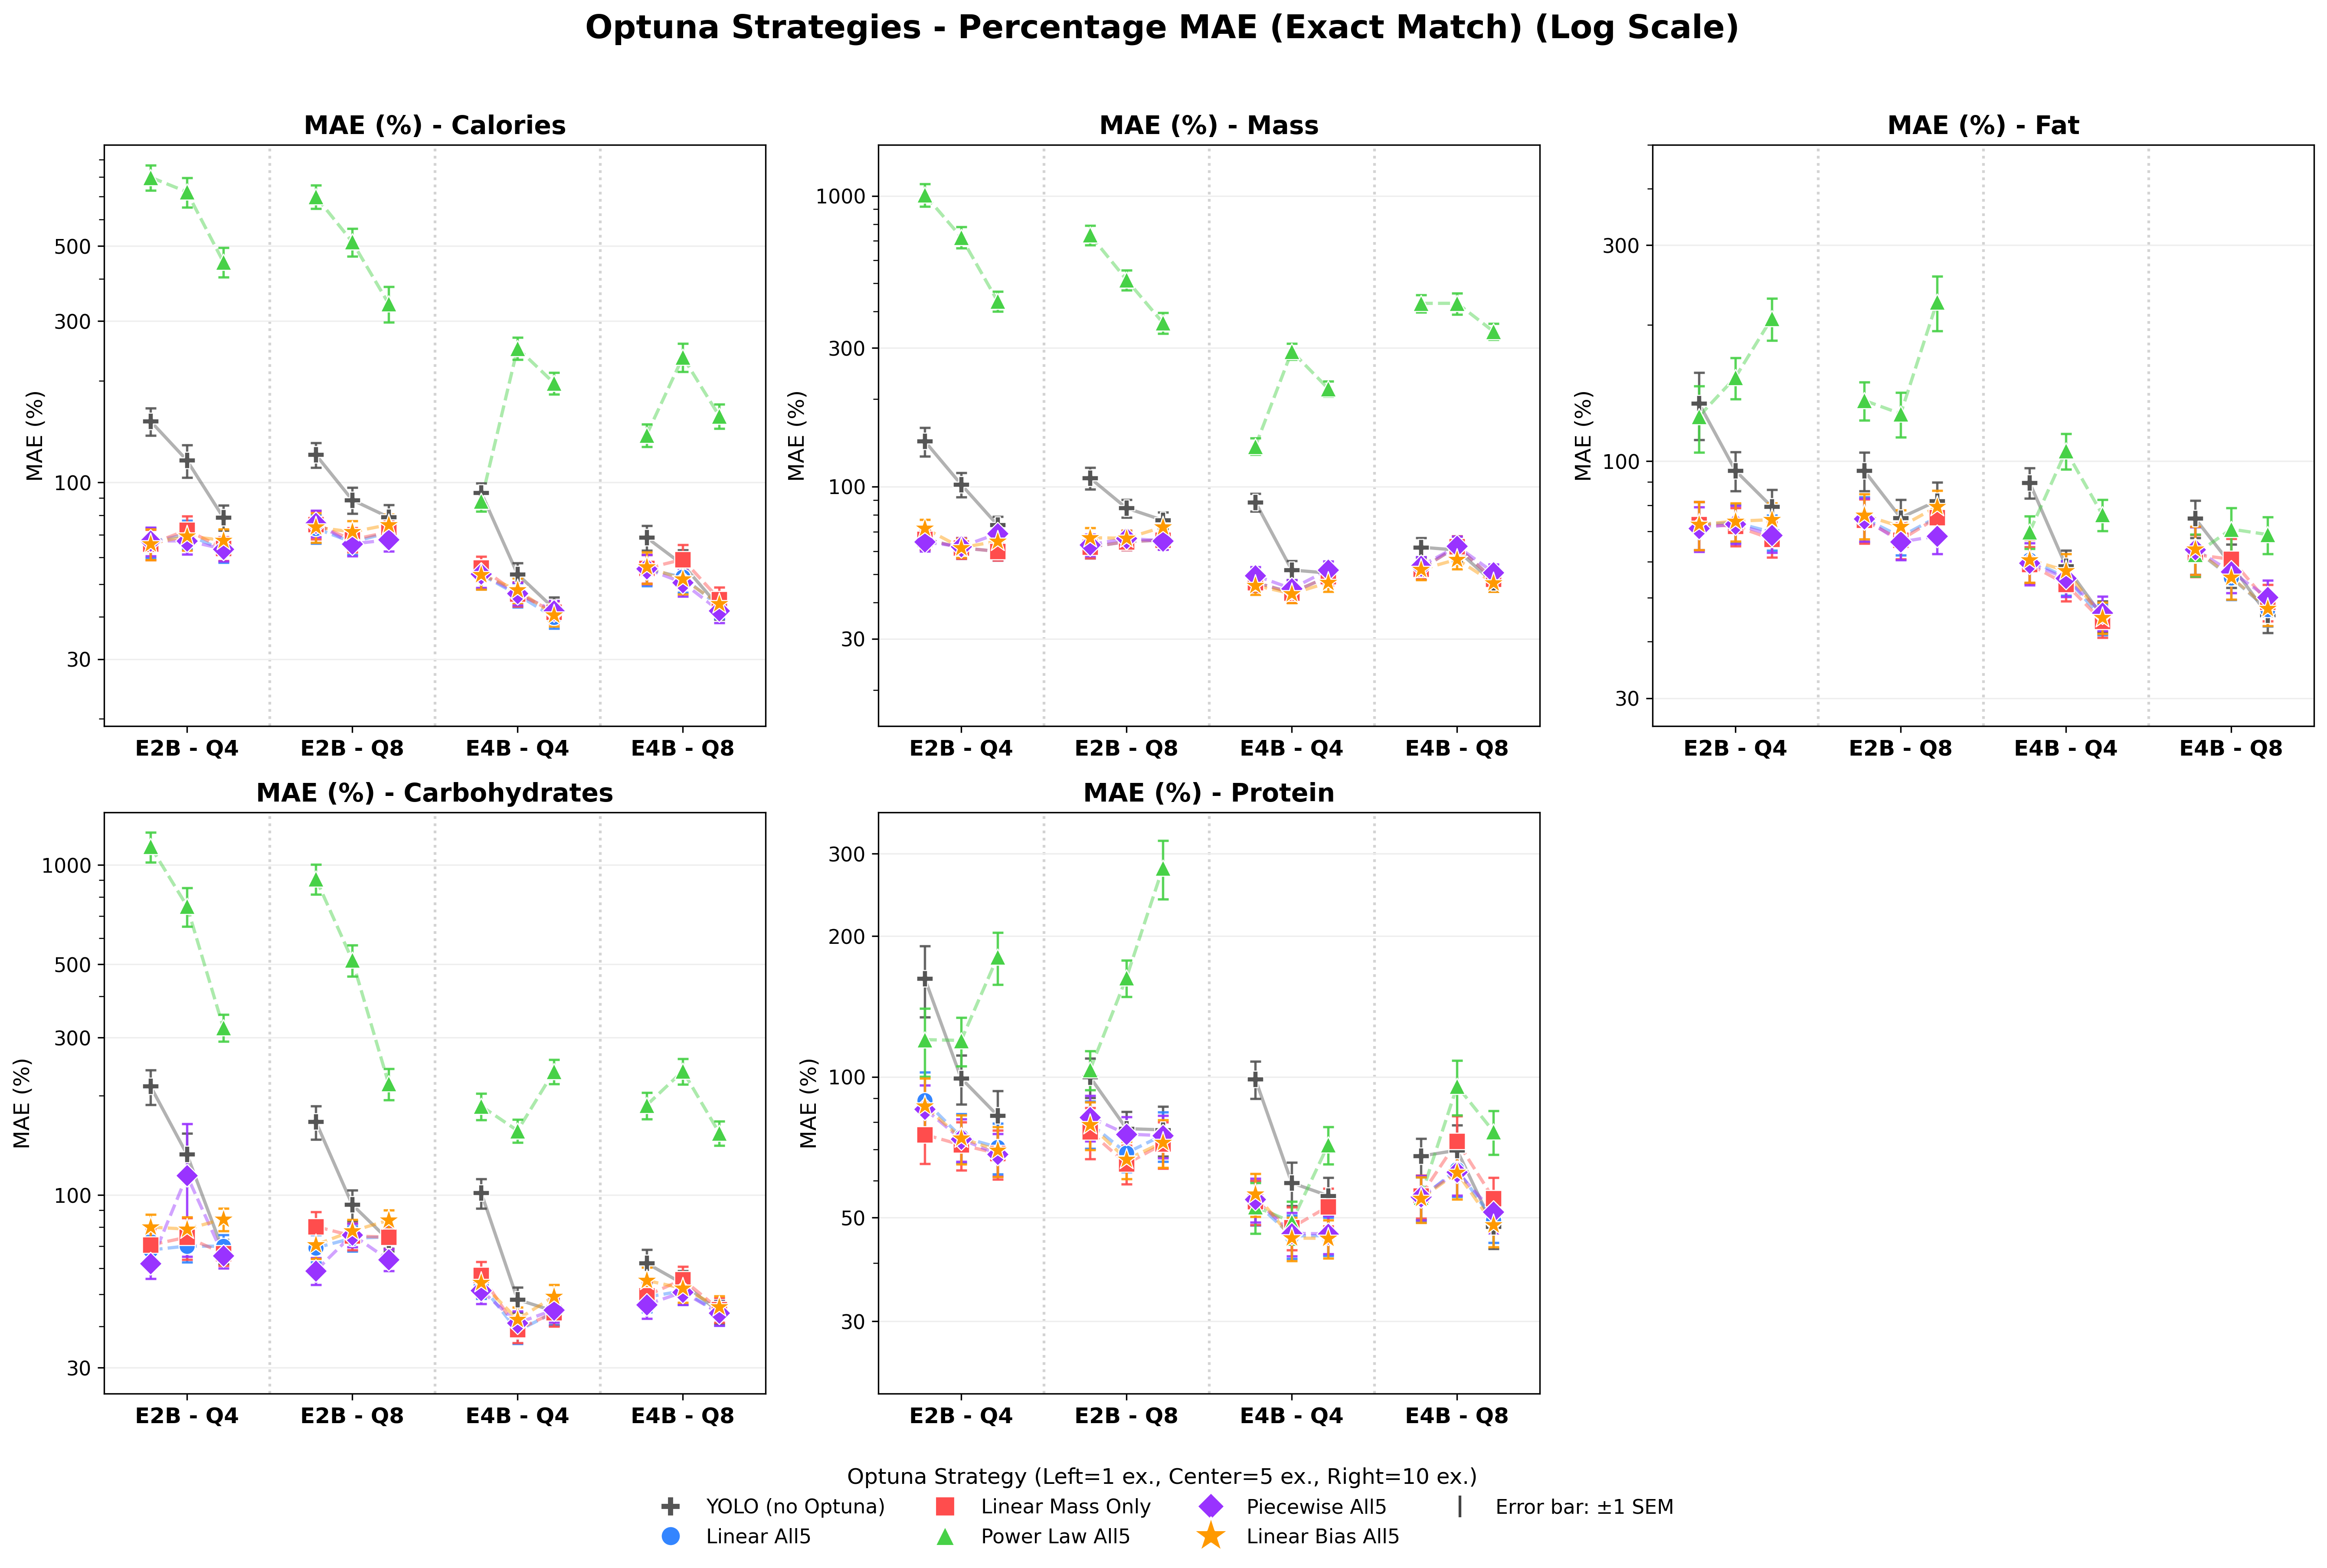 Optuna Strategies - Percentage MAE (Exact Match) (Log Scale)
MAE (%) - Calories
MAE (%)
500
300
100
30
E2B - Q4 E2B - Q8 E4B - Q4 E4B - Q8
MAE (%) - Mass
MAE (%)
1000
300
100
30
E2B - Q4 E2B - Q8 E4B - Q4 E4B - Q8
MAE (%) - Fat
MAE (%)
300
100
30
E2B - Q4 E2B - Q8 E4B - Q4 E4B - Q8
MAE (%) - Carbohydrates
MAE (%)
1000
500
300
100
30
E2B - Q4 E2B - Q8 E4B - Q4 E4B - Q8
MAE (%) - Protein
MAE (%)
300
200
100
50
30
E2B - Q4 E2B - Q8 E4B - Q4 E4B - Q8
Optuna Strategy (Left=1 ex., Center=5 ex., Right=10 ex.)
YOLO (no Optuna) Linear Mass Only Piecewise All5 Error bar: ±1 SEM
Linear All5 Power Law All5 Linear Bias All5